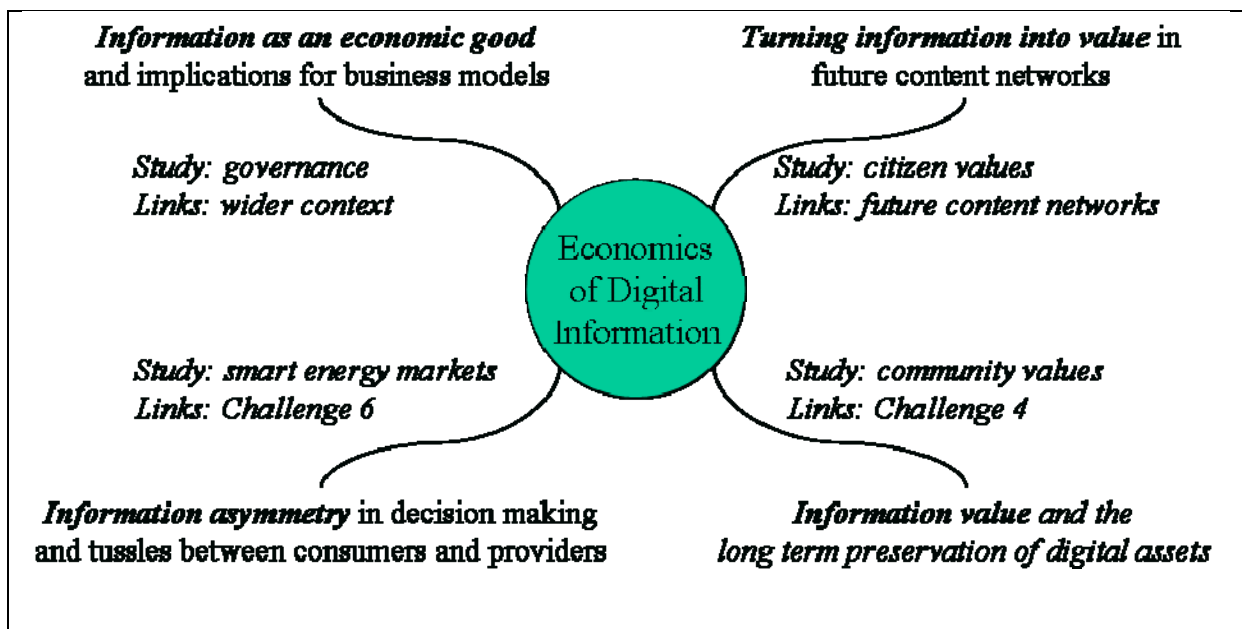 Information as an economic good
and implications for business models
Turning information into value in
future content networks
Study: governance
Links: wider context
Study: citizen values
Links: future content networks
Economics
of Digital
Information
Study: smart energy markets
Links: Challenge 6
Study: community values
Links: Challenge 4
Information asymmetry in decision making
and tussles between consumers and providers
Information value and the
long term preservation of digital assets